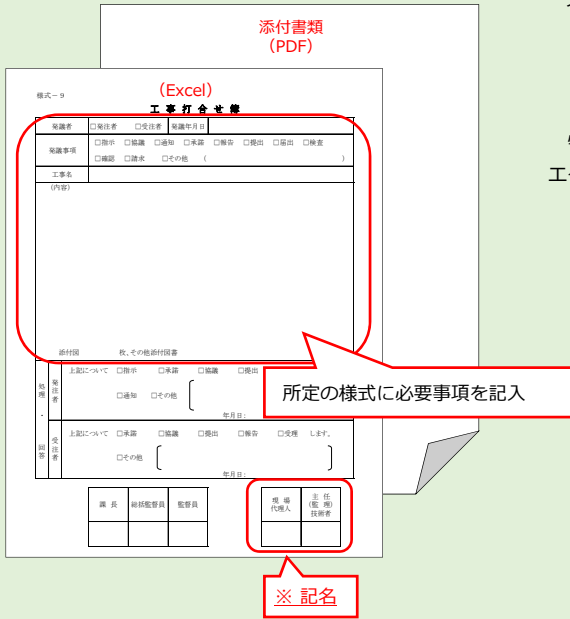 添付書類
（PDF）
（Excel）
様式－９
工 事 打 合 せ 簿
発議者 □発注者 □受注者 発議年月日
発議事項 □指示 □協議 □通知 □承諾 □報告 □提出 □届出 □検査
□確認 □請求 □その他 （ ）
工事名
（内容）
添付図 枚、その他添付図書
処理・回答
発注者
上記について □指示 □承諾 □協議 □提出
□通知 □その他
年月日：
所定の様式に必要事項を記入
受注者
上記について □承諾 □協議 □提出 □報告 □受理 します。
□その他
年月日：
課 長 総括監督員 監督員
現 場
代理人
主 任
（監 理）
技術者
※ 記名